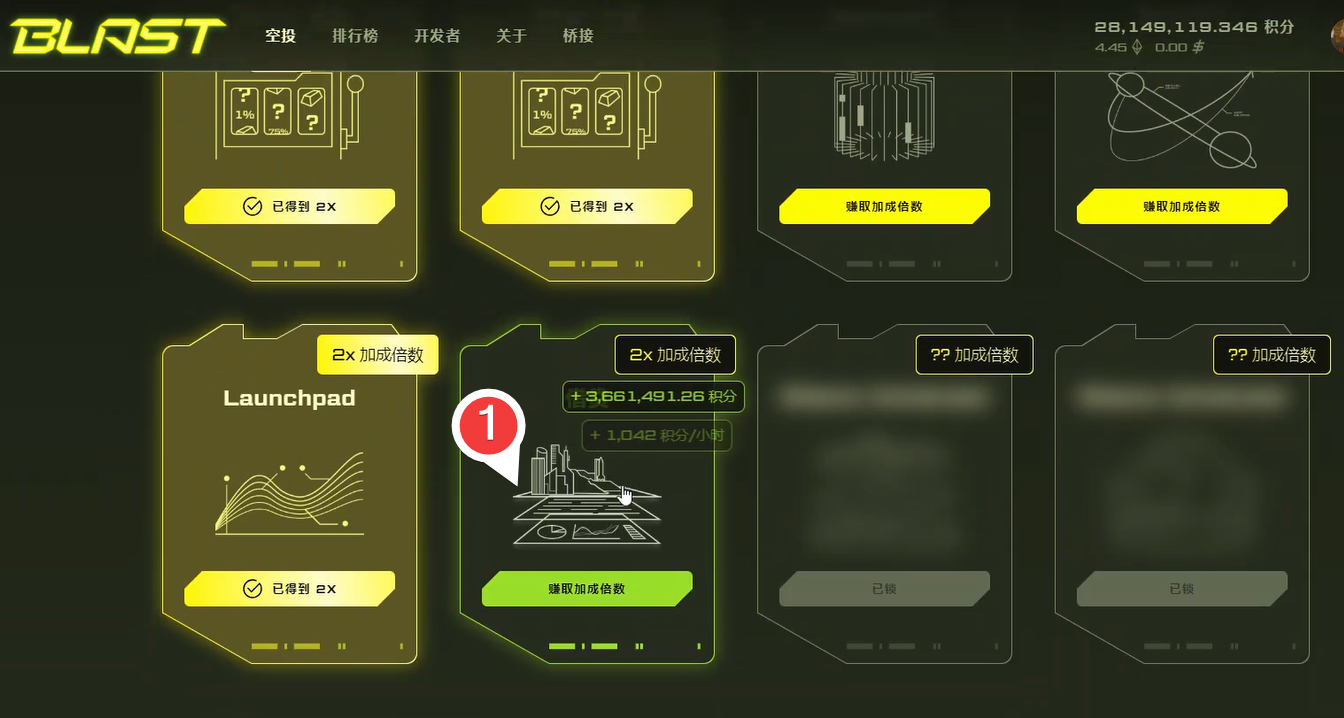 BLAST
空投 排行榜 开发者 关于 桥接
28,149,119.346 积分
4.45 0.00 $
? 1% ? 75% ?
? 1% ? 75% ?
已得到 2X
已得到 2X
赚取加成倍数
赚取加成倍数
2x 加成倍数
2x 加成倍数
?? 加成倍数
?? 加成倍数
Launchpad
+ 3,661,491.26 积分
+ 1,042 积分/小时
1
已得到 2X
赚取加成倍数
已锁
已锁